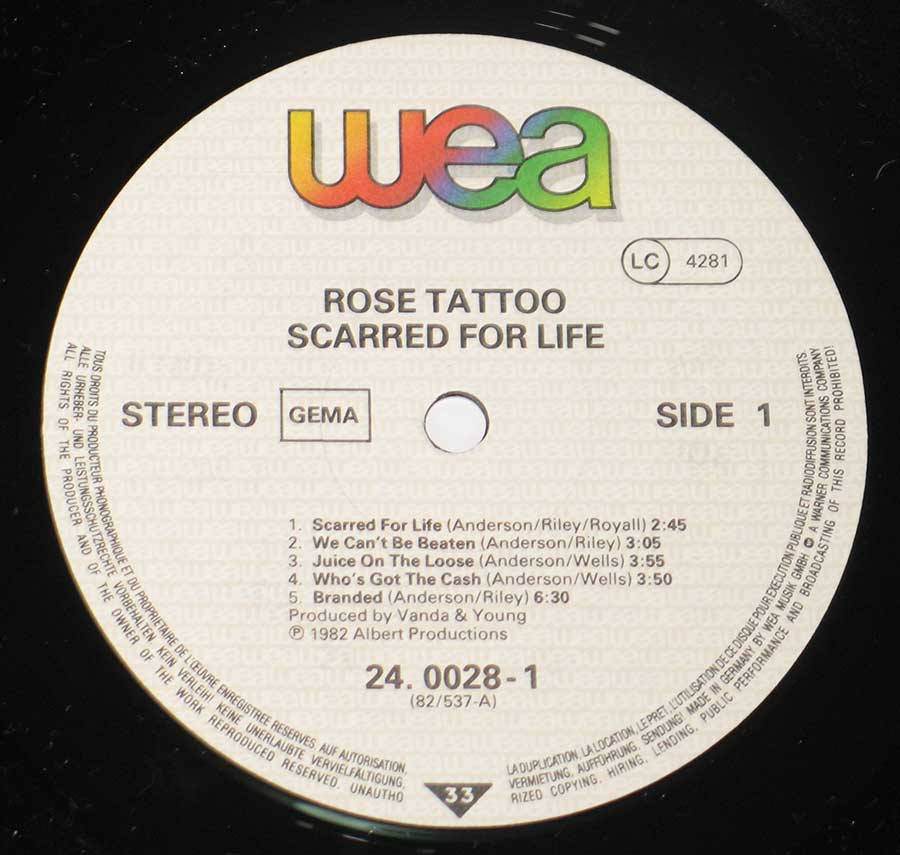 wea
LC 4281
ROSE TATTOO
SCARRED FOR LIFE
STEREO GEMA SIDE 1
1. Scarred For Life (Anderson/Riley/Royall) 2:45
2. We Can't Be Beaten (Anderson/Riley) 3:05
3. Juice On The Loose (Anderson/Wells) 3:55
4. Who's Got The Cash (Anderson/Wells) 3:50
5. Branded (Anderson/Riley) 6:30
Produced by Vanda & Young
℗ 1982 Albert Productions
24. 0028-1
(82/537-A)
33
TOUS DROITS DU PRODUCTEUR PHONOGRAPHIQUE ET DU PROPRIETAIRE DE L'ŒUVRE ENREGISTREE RESERVES. AUF AUTORISATION,
ALLE URHEBER- UND LEISTUNGSSCHUTZRECHTE VORBEHALTEN. KEIN VERLEIH! KEINE UNERLAUBTE VERVIELFÄLTIGUNG,
ALL RIGHTS OF THE PRODUCER AND OF THE OWNER OF THE WORK REPRODUCED RESERVED. UNAUTHO
LA DUPLICATION, LA LOCATION, LE PRET, L'UTILISATION DE CE DISQUE POUR EXECUTION PUBLIQUE ET RADIODIFFUSION SONT INTERDITS.
VERMIETUNG, AUFFÜHRUNG, SENDUNG! MADE IN GERMANY BY WEA MUSIK GMBH A WARNER COMMUNICATIONS COMPANY
RIZED COPYING, HIRING, LENDING, PUBLIC PERFORMANCE AND BROADCASTING OF THIS RECORD PROHIBITED!